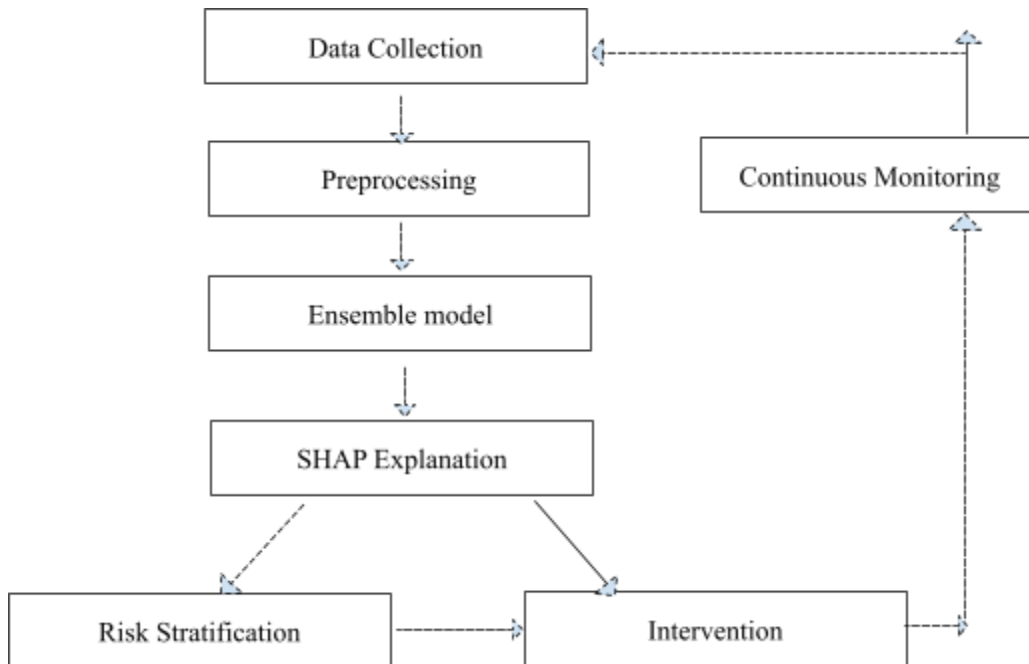 Data Collection
Preprocessing
Continuous Monitoring
Ensemble model
SHAP Explanation
Risk Stratification
Intervention